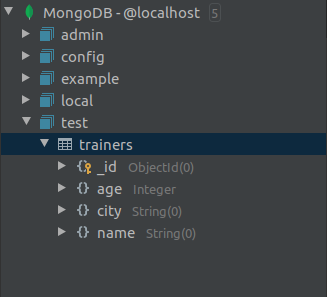 MongoDB - @localhost 5
admin
config
example
local
test
trainers
_id ObjectId(0)
age Integer
city String(0)
name String(0)